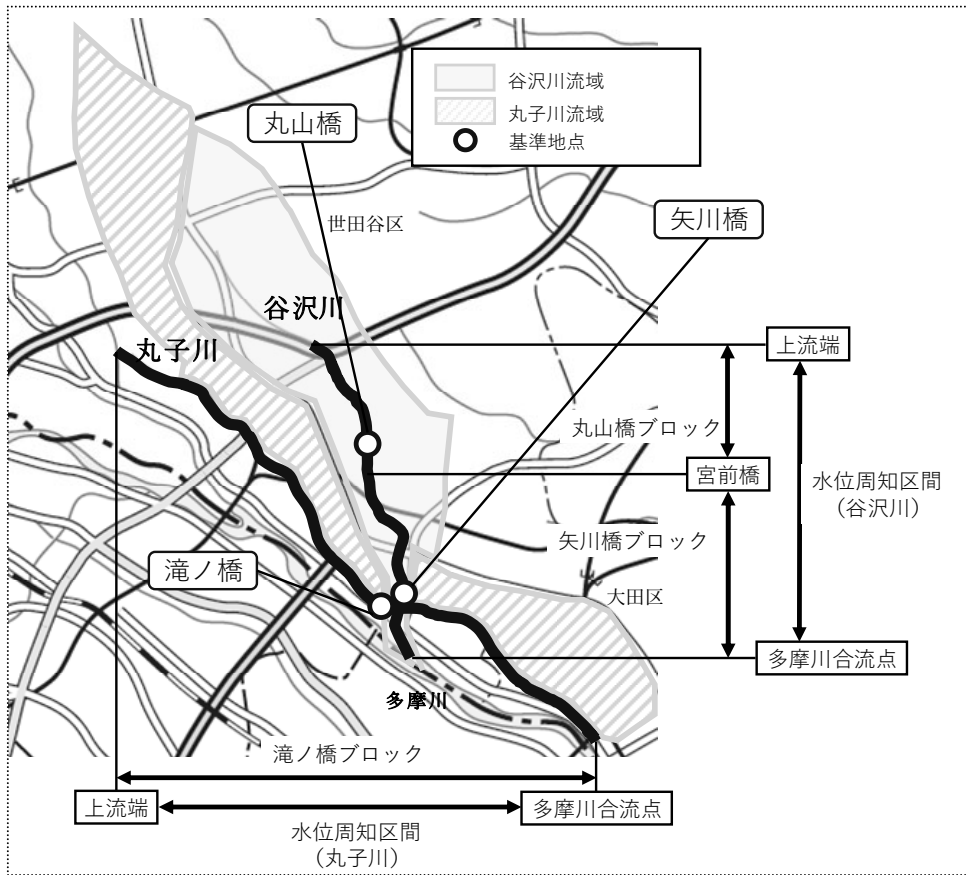 谷沢川流域
丸子川流域
基準地点
丸山橋
世田谷区
矢川橋
谷沢川
丸子川
上流端
丸山橋ブロック
宮前橋
水位周知区間
（谷沢川）
矢川橋ブロック
滝ノ橋
大田区
多摩川合流点
多摩川
滝ノ橋ブロック
上流端
多摩川合流点
水位周知区間
（丸子川）